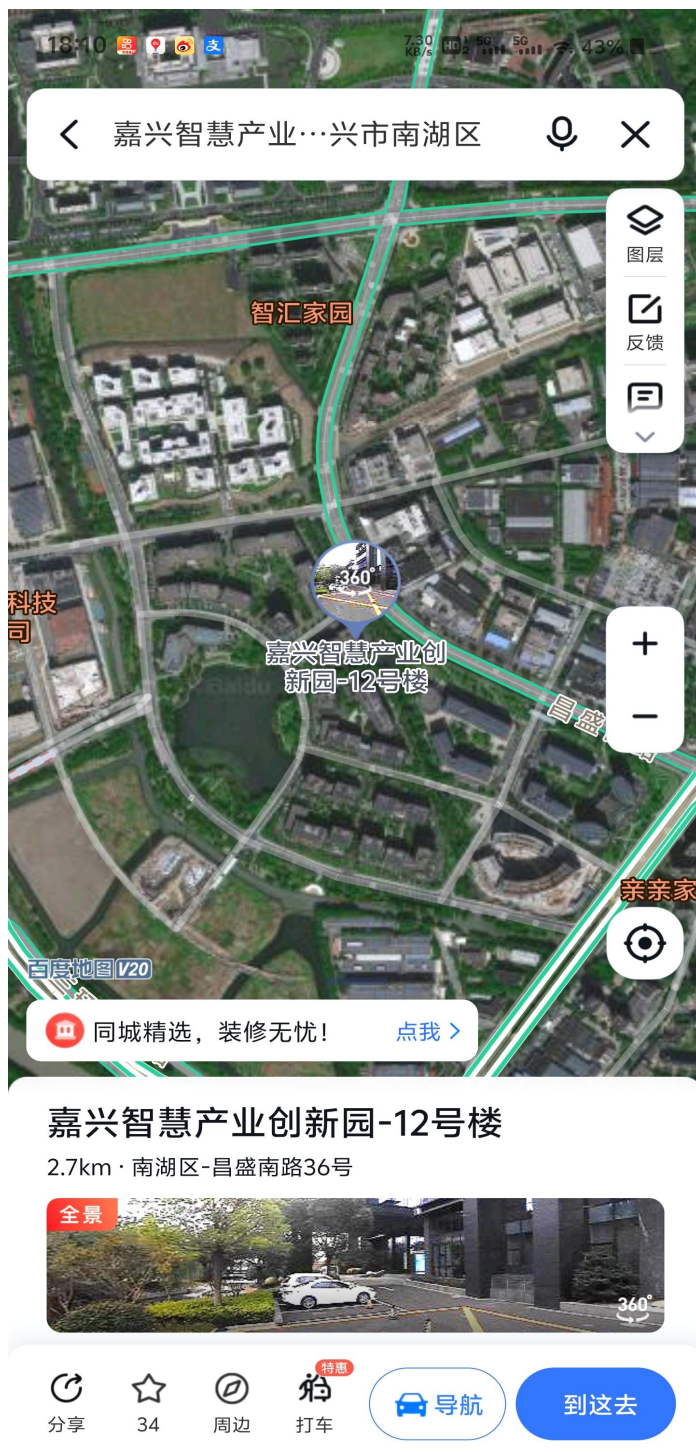 18:10
7.30
KB/s
HD 1
2
5G
5G
43%
嘉兴智慧产业…兴市南湖区
图层
反馈
智汇家园
360°
科技
司
嘉兴智慧产业创
新园-12号楼
昌盛
亲亲家
百度地图 V20
同城精选，装修无忧！
点我 >
嘉兴智慧产业创新园-12号楼
2.7km · 南湖区-昌盛南路36号
全景
360°
特惠
分享
34
周边
打车
导航
到这去